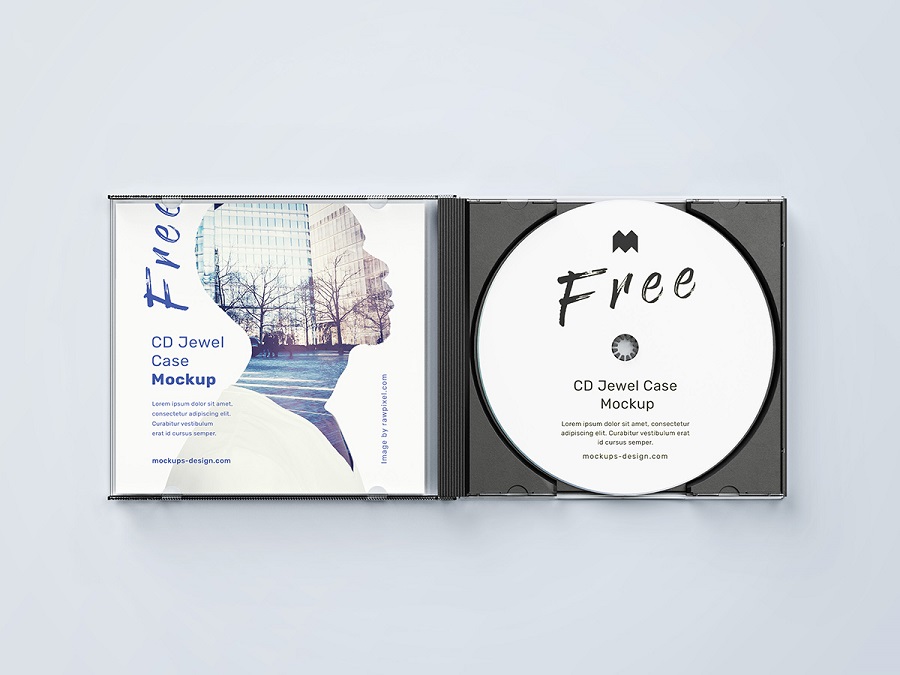 Free
CD Jewel
Case
Mockup
Lorem ipsum dolor sit amet,
consectetur adipiscing elit.
Curabitur vestibulum
erat id cursus semper.
mockups-design.com
Image by rawpixel.com
Free
CD Jewel Case
Mockup
Lorem ipsum dolor sit amet, consectetur
adipiscing elit. Curabitur vestibulum erat
id cursus semper.
mockups-design.com